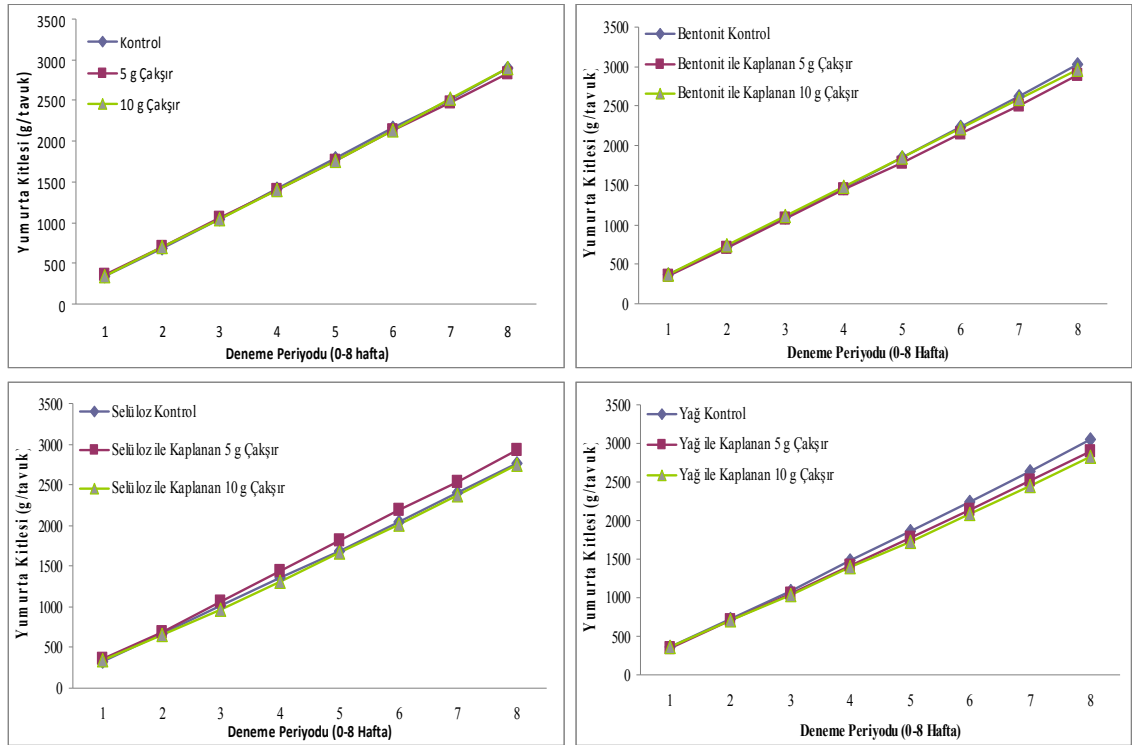 3500
3000
2500
2000
1500
1000
500
0
Yumurta Kitlesi (g/tavuk)
Kontrol
5 g Çakşır
10 g Çakşır
1 2 3 4 5 6 7 8
Deneme Periyodu (0-8 hafta)
3500
3000
2500
2000
1500
1000
500
0
Yumurta Kitlesi (g/tavuk)
Bentonit Kontrol
Bentonit ile Kaplanan 5 g Çakşır
Bentonit ile Kaplanan 10 g Çakşır
1 2 3 4 5 6 7 8
Deneme Periyodu (0-8 Hafta)
3500
3000
2500
2000
1500
1000
500
0
Yumurta Kitlesi (g/tavuk)
Selüloz Kontrol
Selüloz ile Kaplanan 5 g Çakşır
Selüloz ile Kaplanan 10 g Çakşır
1 2 3 4 5 6 7 8
Deneme Periyodu (0-8 Hafta)
3500
3000
2500
2000
1500
1000
500
0
Yumurta Kitlesi (g/tavuk)
Yağ Kontrol
Yağ ile Kaplanan 5 g Çakşır
Yağ ile Kaplanan 10 g Çakşır
1 2 3 4 5 6 7 8
Deneme Periyodu (0-8 Hafta)